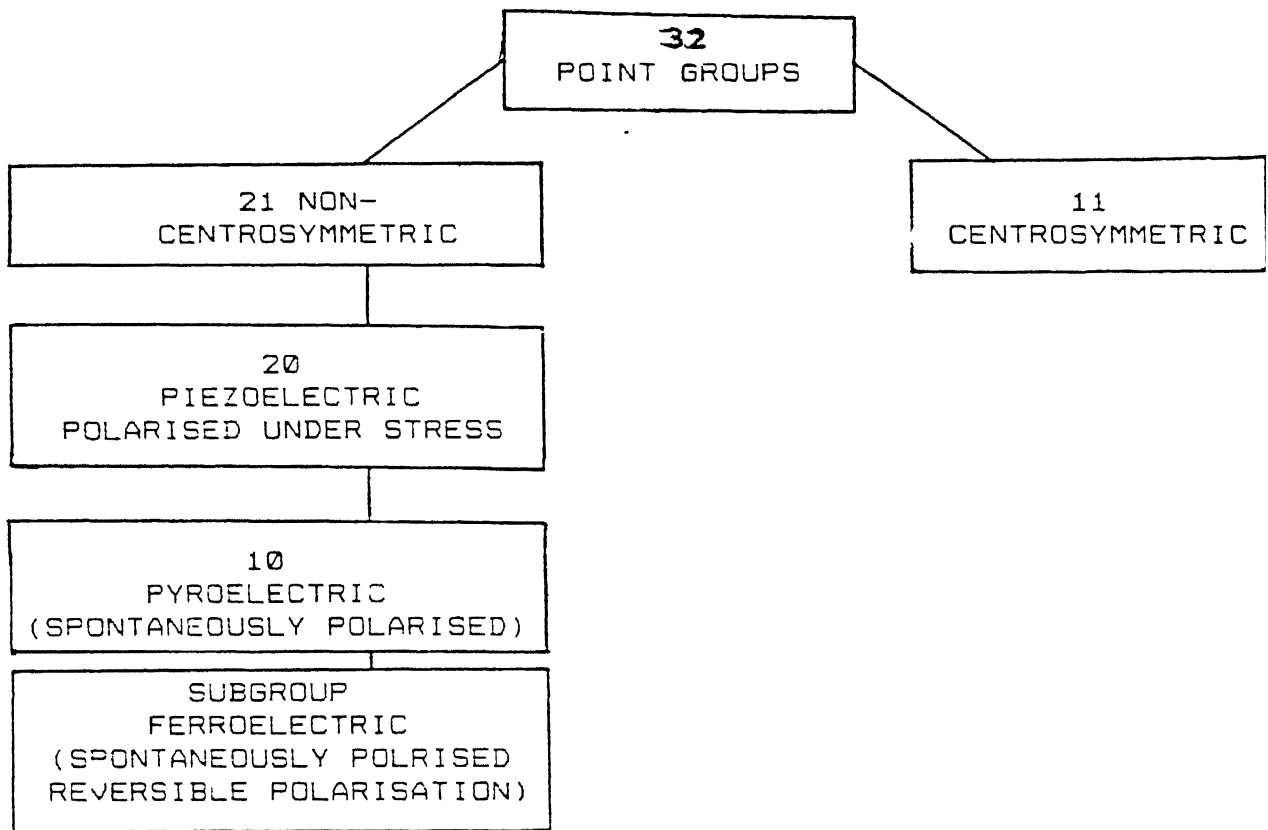 32
POINT GROUPS
21 NON-
CENTROSYMMETRIC
11
CENTROSYMMETRIC
20
PIEZOELECTRIC
POLARISED UNDER STRESS
10
PYROELECTRIC
(SPONTANEOUSLY POLARISED)
SUBGROUP
FERROELECTRIC
(SPONTANEOUSLY POLRISED
REVERSIBLE POLARISATION)